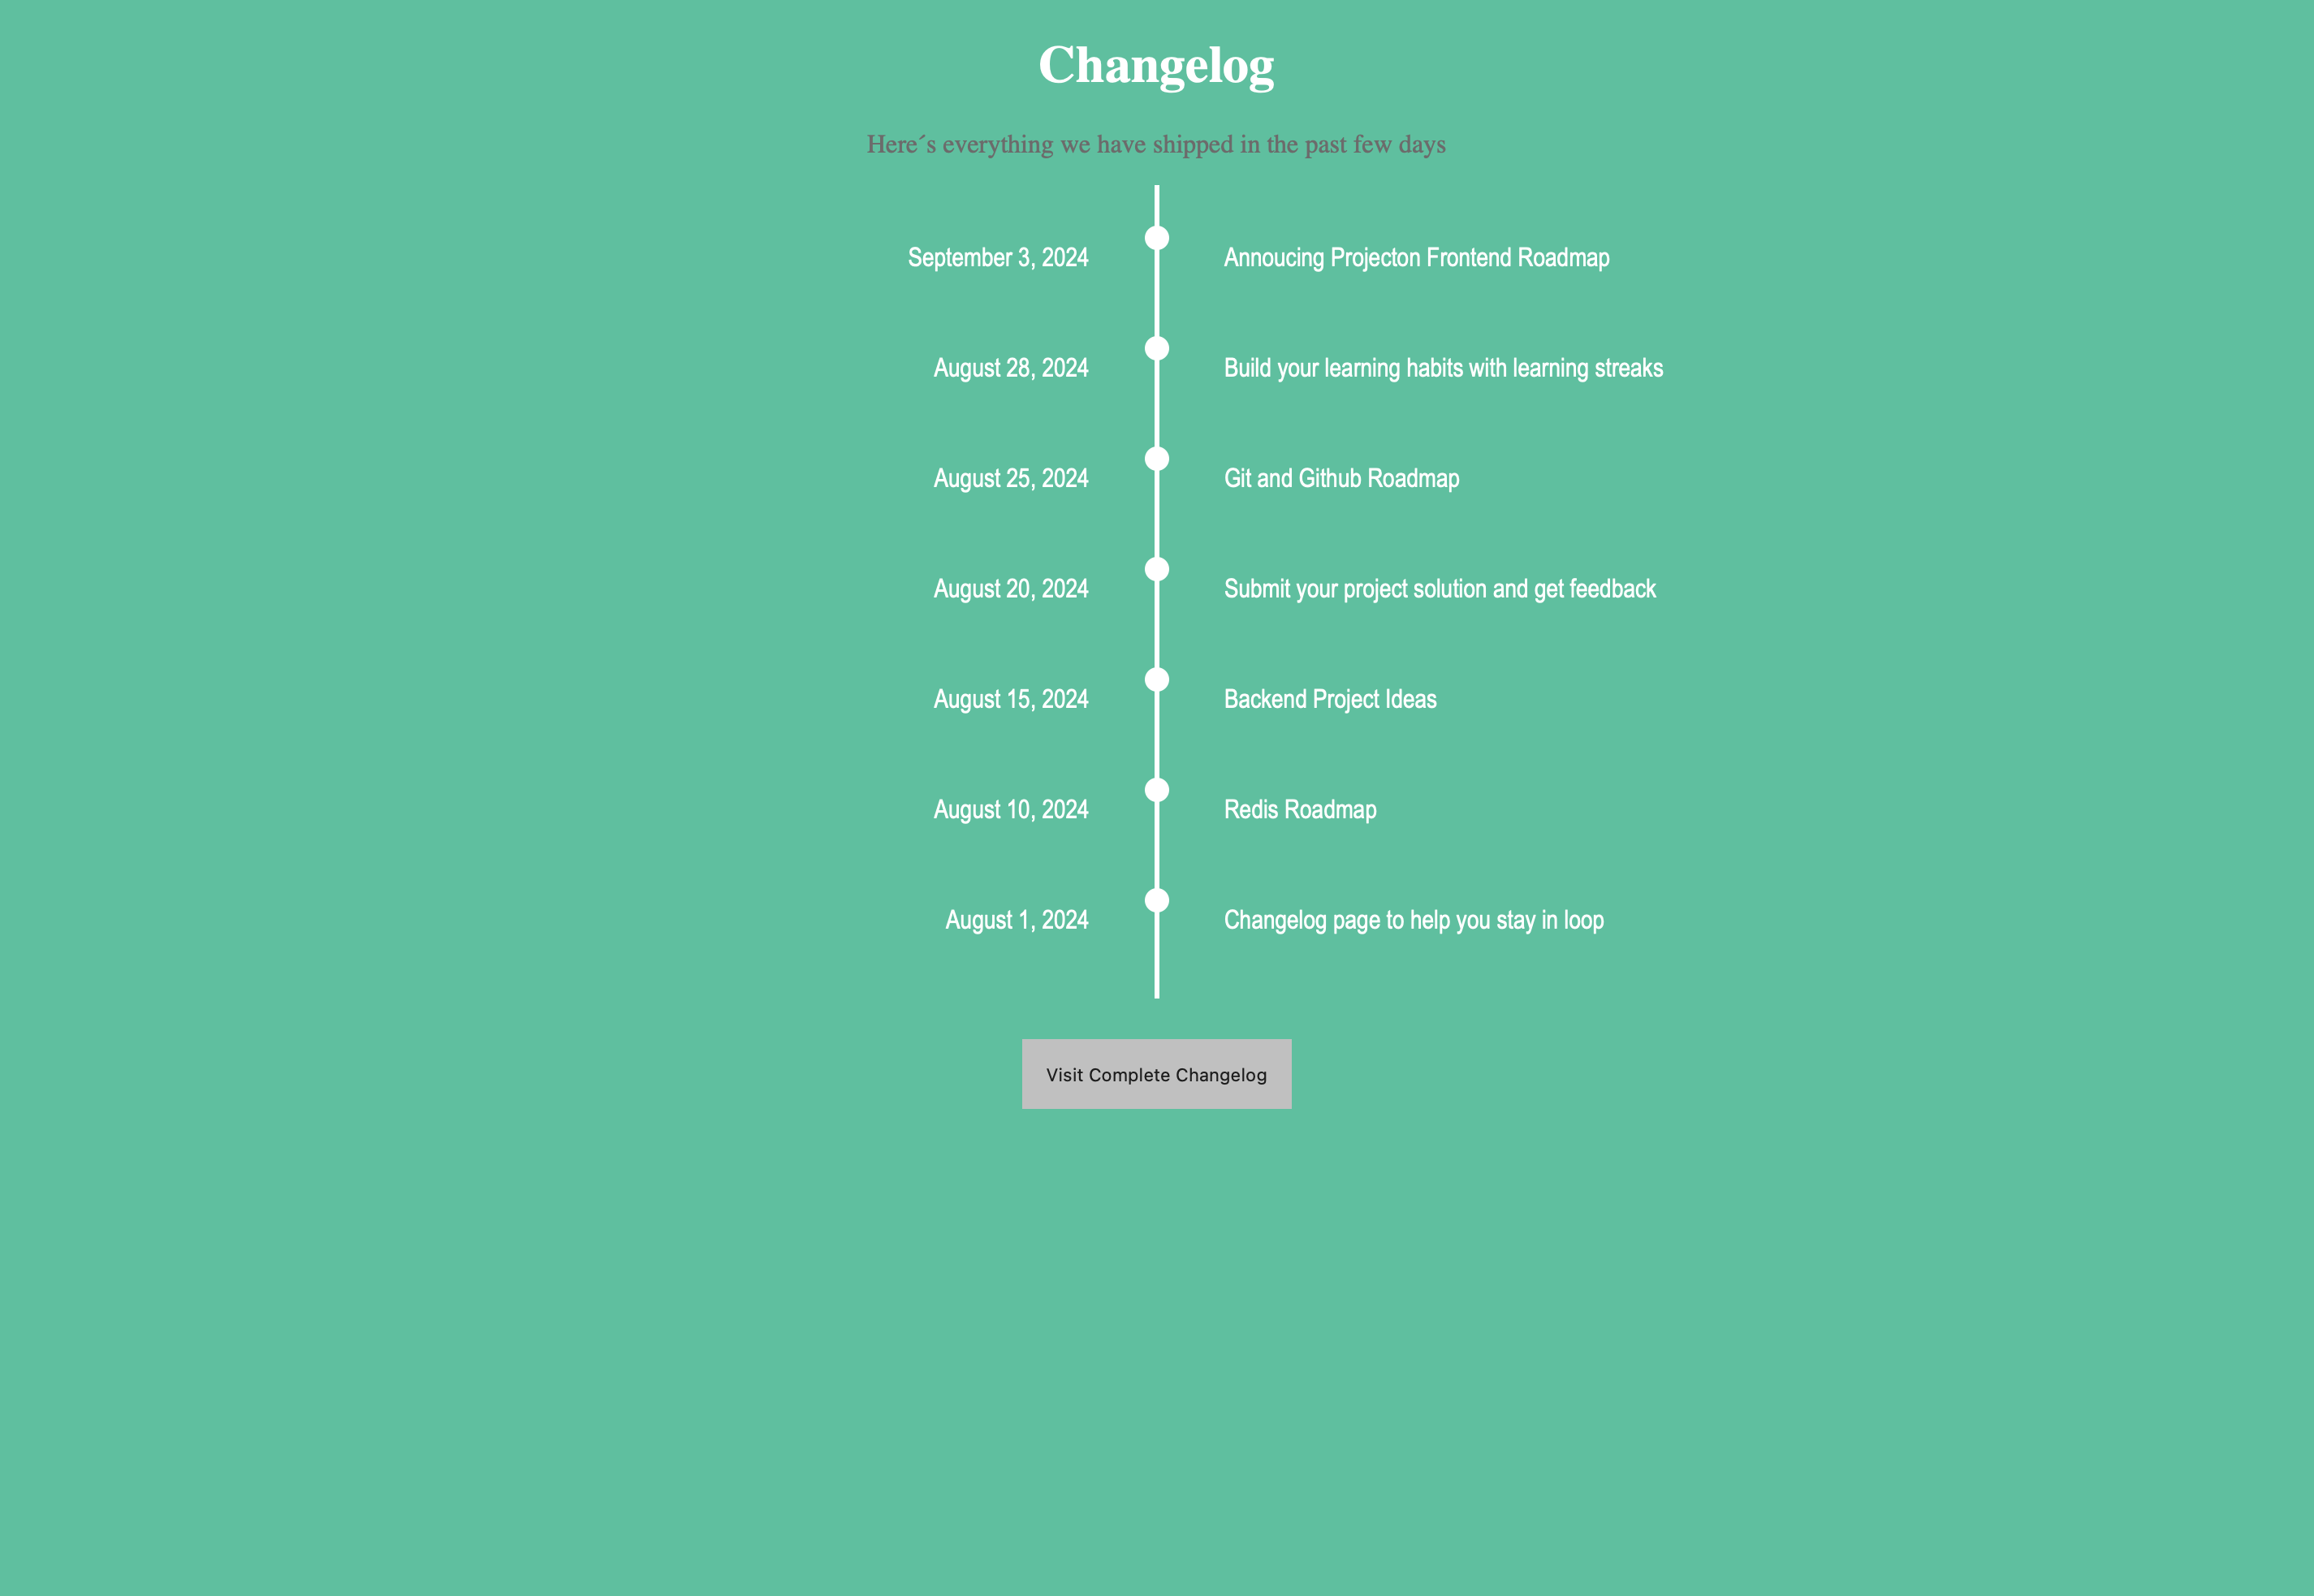 Changelog
Here´s everything we have shipped in the past few days
September 3, 2024 Annoucing Projecton Frontend Roadmap
August 28, 2024 Build your learning habits with learning streaks
August 25, 2024 Git and Github Roadmap
August 20, 2024 Submit your project solution and get feedback
August 15, 2024 Backend Project Ideas
August 10, 2024 Redis Roadmap
August 1, 2024 Changelog page to help you stay in loop
Visit Complete Changelog